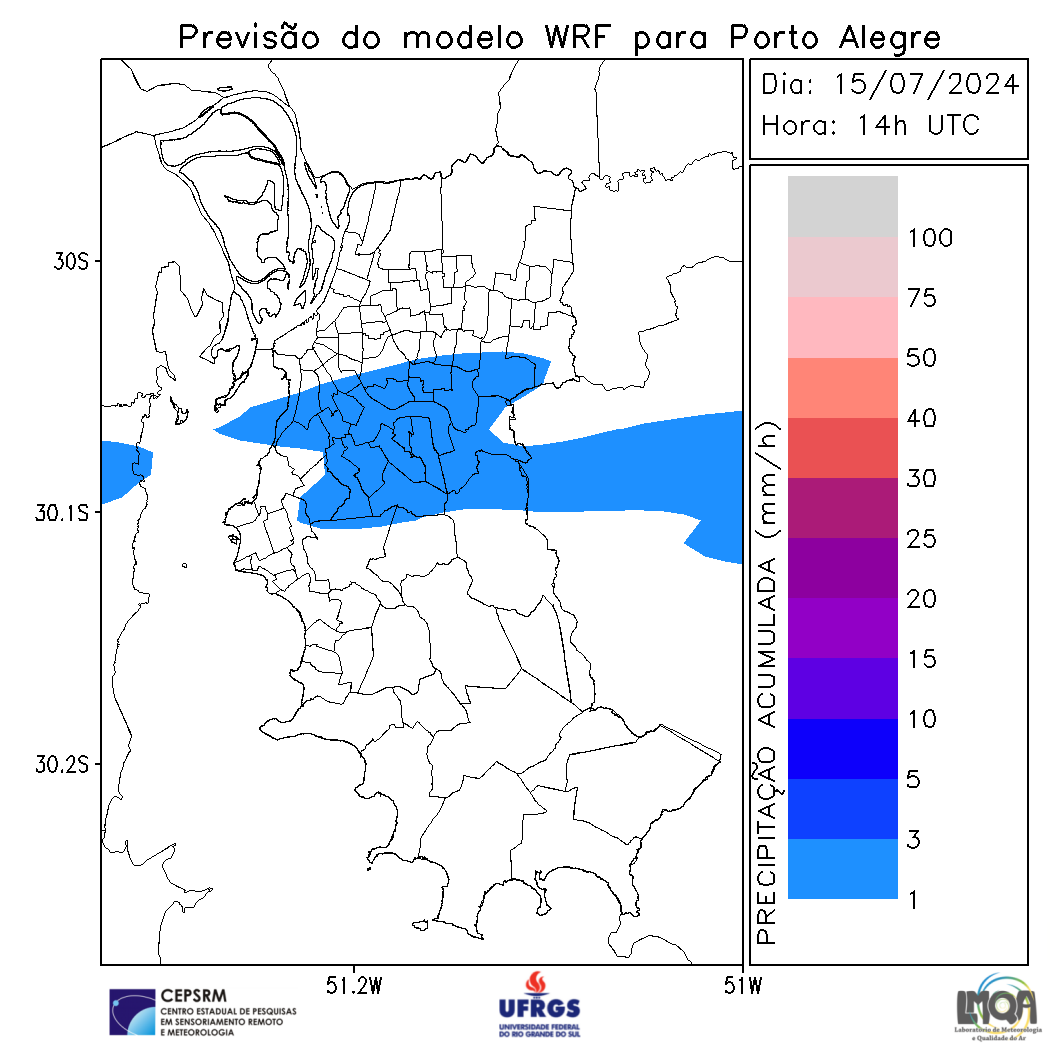 Previsão do modelo WRF para Porto Alegre
Dia: 15/07/2024
Hora: 14h UTC
30S
30.1S
30.2S
51.2W
51W
PRECIPITAÇÃO ACUMULADA (mm/h)
100
75
50
40
30
25
20
15
10
5
3
1
CEPSRM
CENTRO ESTADUAL DE PESQUISAS
EM SENSORIAMENTO REMOTO
E METEOROLOGIA
UFRGS
UNIVERSIDADE FEDERAL
DO RIO GRANDE DO SUL
LMQA
Laboratório de Meteorologia
e Qualidade do Ar